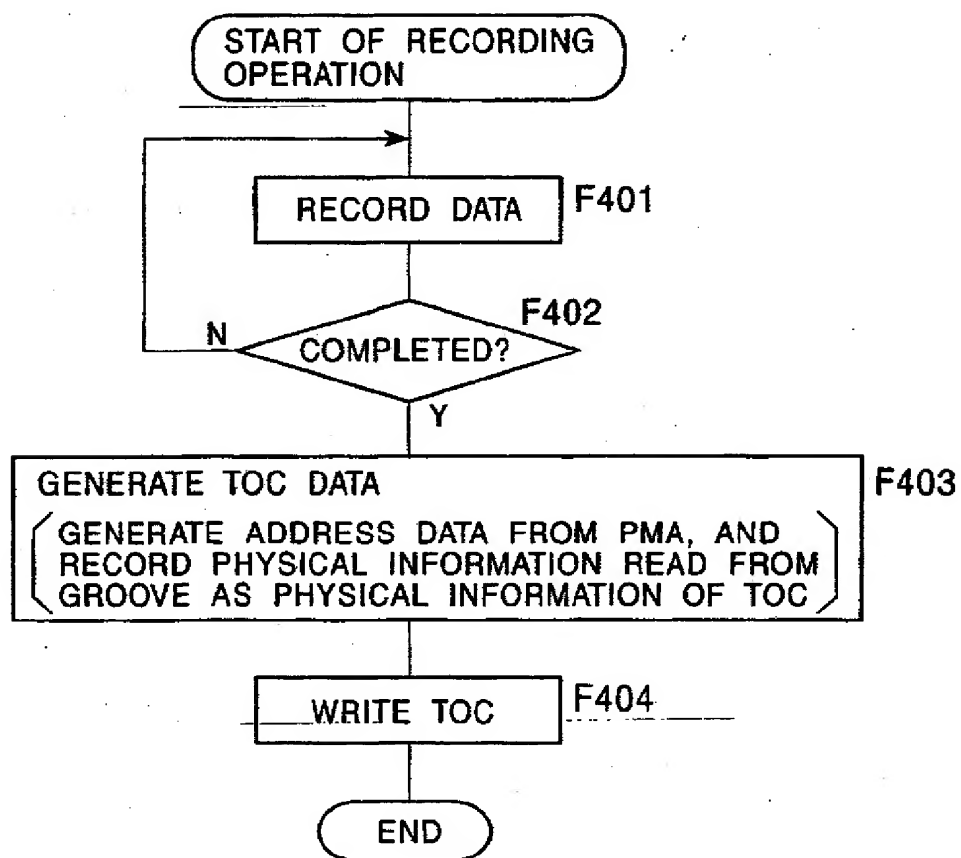 START OF RECORDING
OPERATION
RECORD DATA
F401
F402
N
COMPLETED?
Y
GENERATE TOC DATA
F403
GENERATE ADDRESS DATA FROM PMA, AND
RECORD PHYSICAL INFORMATION READ FROM
GROOVE AS PHYSICAL INFORMATION OF TOC
WRITE TOC
F404
END